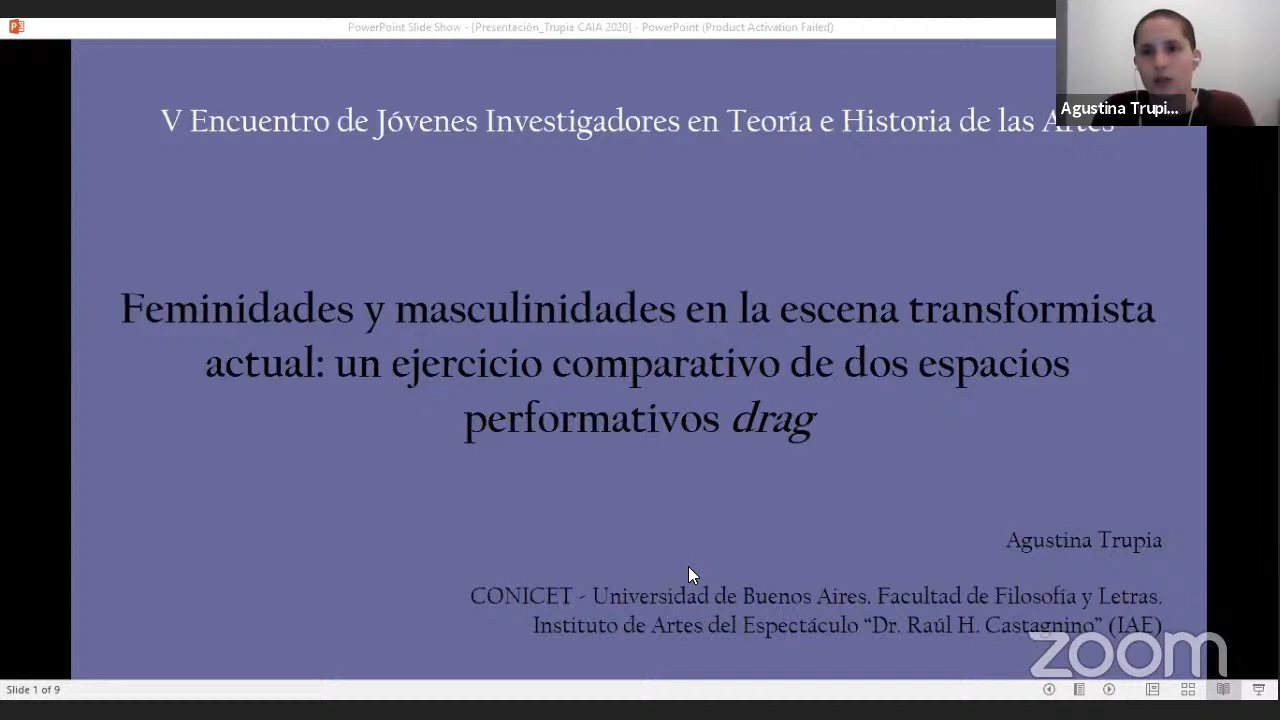 PowerPoint Slide Show - [Presentación_Trupia CAIA 2020] - PowerPoint (Product Activation Failed)
Agustina Trupi...
V Encuentro de Jóvenes Investigadores en Teoría e Historia de las Artes
Feminidades y masculinidades en la escena transformista
actual: un ejercicio comparativo de dos espacios
performativos drag
Agustina Trupia
CONICET - Universidad de Buenos Aires. Facultad de Filosofía y Letras.
Instituto de Artes del Espectáculo “Dr. Raúl H. Castagnino” (IAE)
zoom
Slide 1 of 9